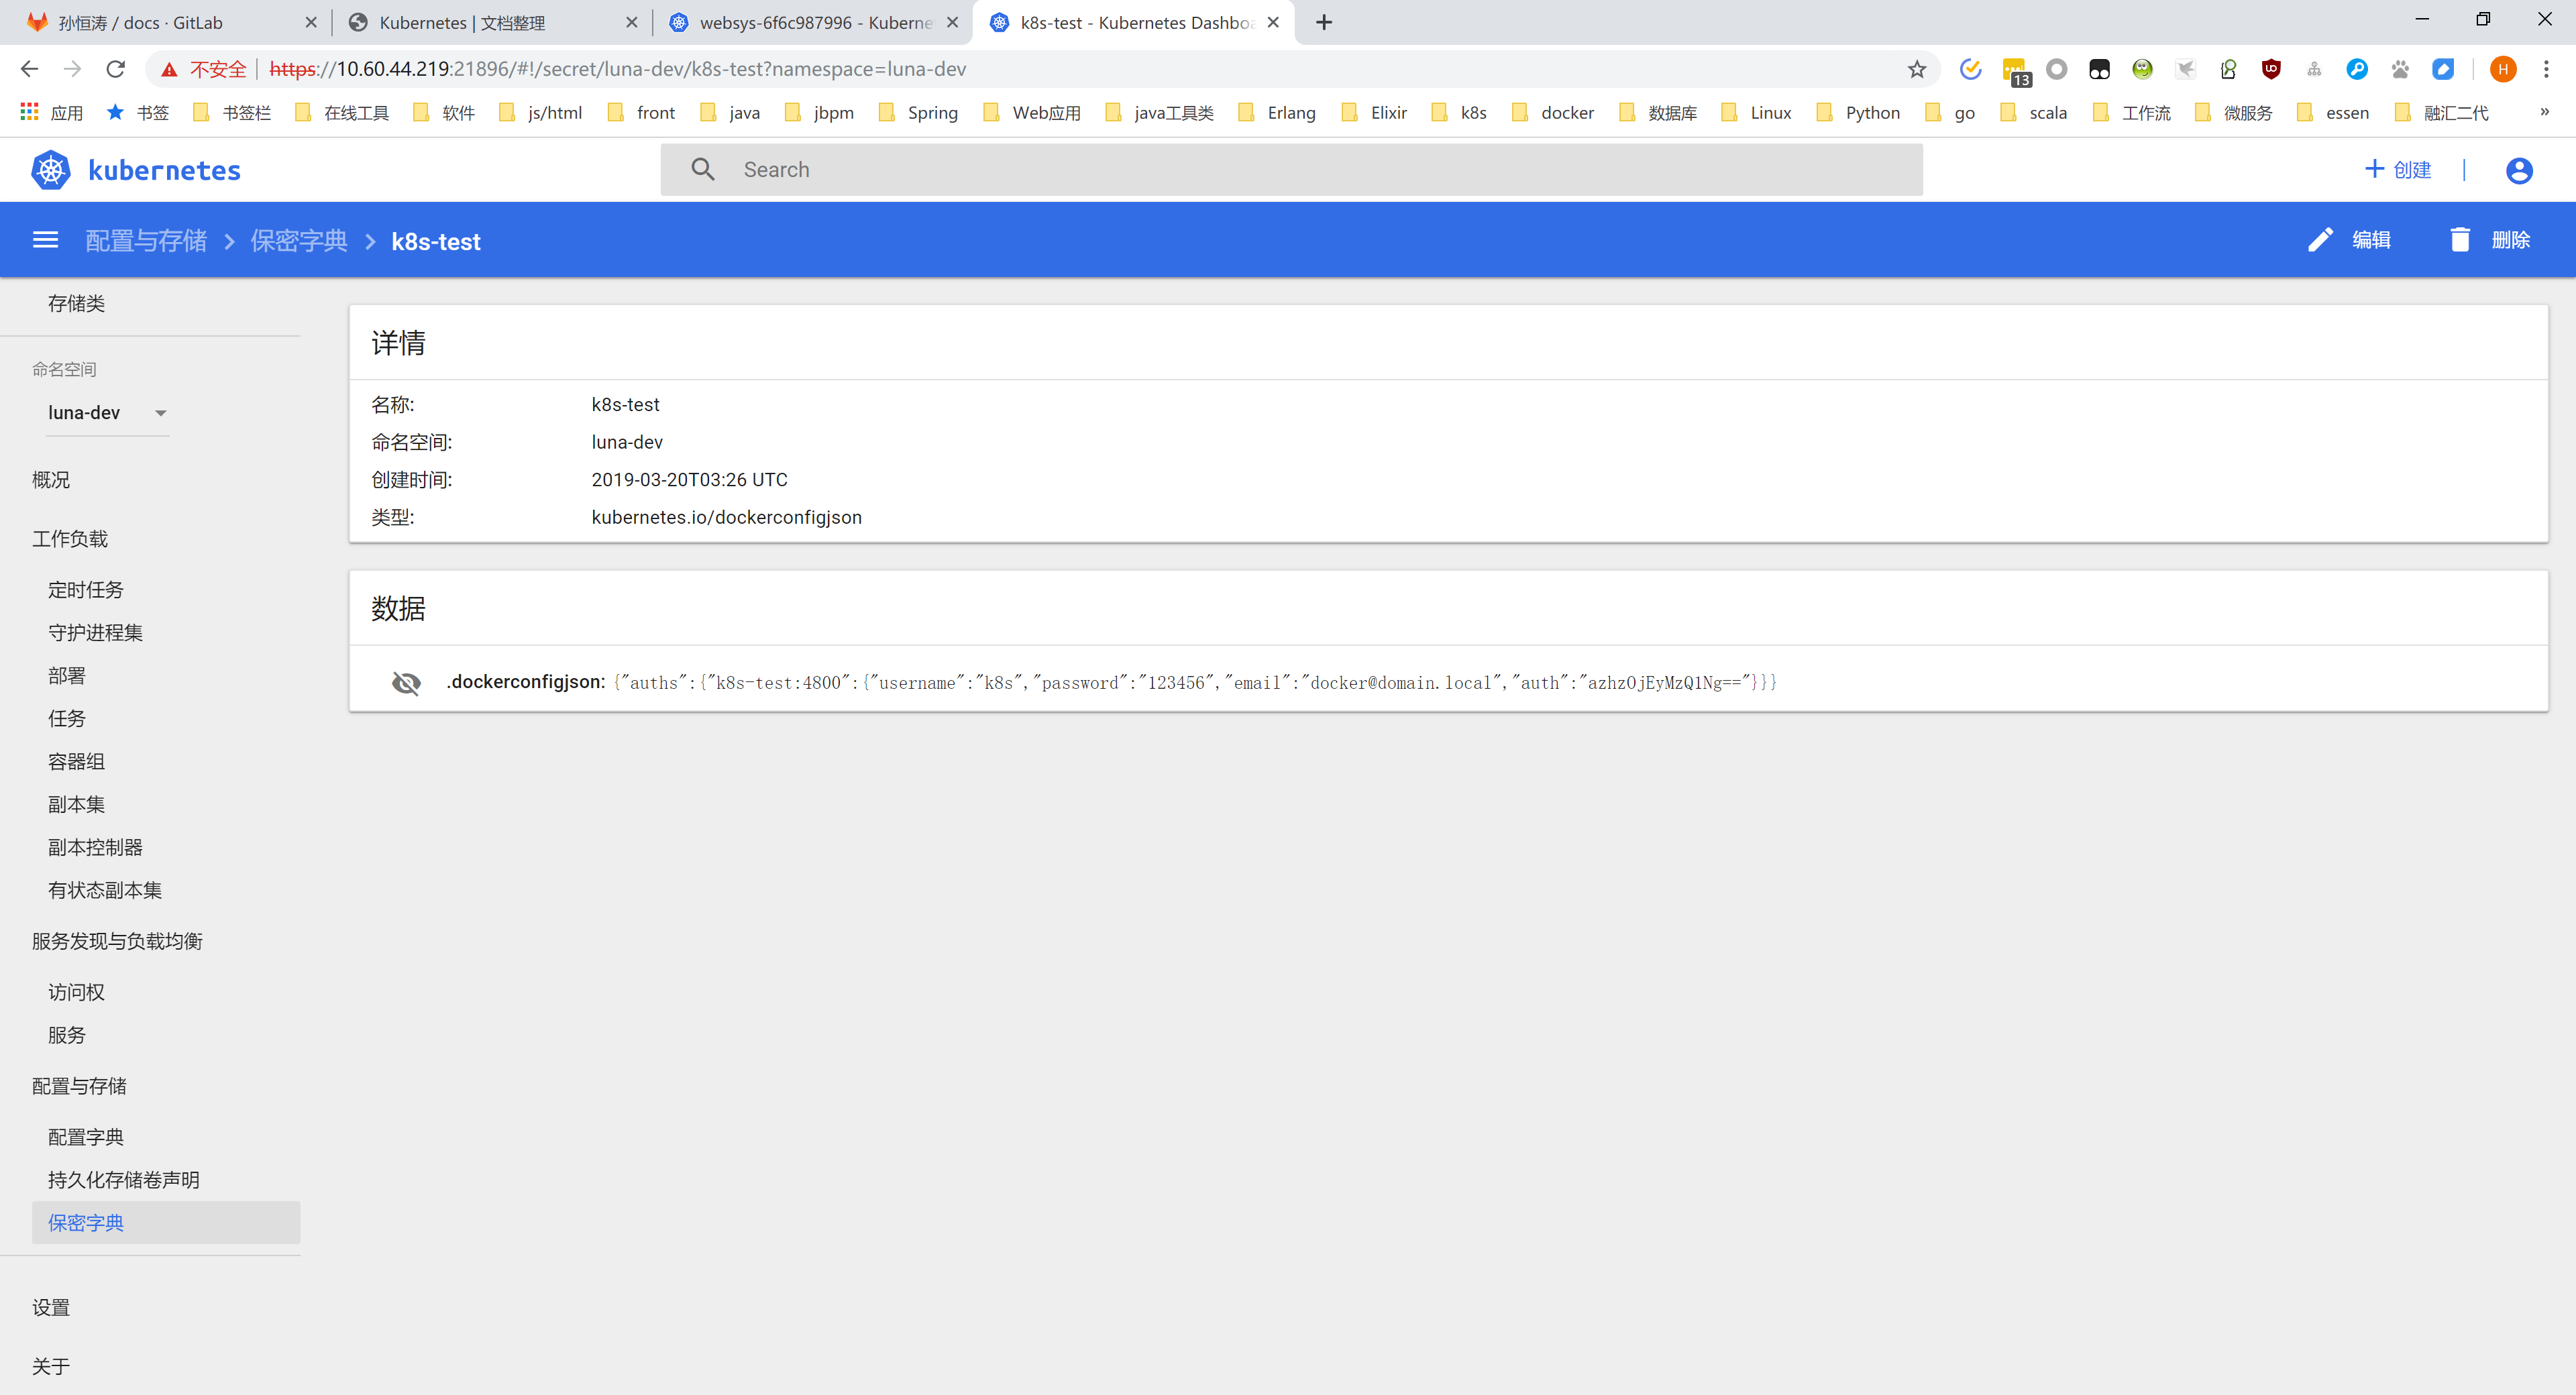 孙恒涛 / docs · GitLab
Kubernetes | 文档整理
websys-6f6c987996 - Kuberne
k8s-test - Kubernetes Dashboa
不安全 https://10.60.44.219:21896/#!/secret/luna-dev/k8s-test?namespace=luna-dev
13
H
应用 书签 书签栏 在线工具 软件 js/html front java jbpm Spring Web应用 java工具类 Erlang Elixir k8s docker 数据库 Linux Python go scala 工作流 微服务 essen 融汇二代 »
kubernetes
Search
创建
配置与存储 保密字典 k8s-test
编辑
删除
存储类
命名空间
luna-dev
概况
工作负载
定时任务
守护进程集
部署
任务
容器组
副本集
副本控制器
有状态副本集
服务发现与负载均衡
访问权
服务
配置与存储
配置字典
持久化存储卷声明
保密字典
设置
关于
详情
名称: k8s-test
命名空间: luna-dev
创建时间: 2019-03-20T03:26 UTC
类型: kubernetes.io/dockerconfigjson
数据
.dockerconfigjson: {"auths":{"k8s-test:4800":{"username":"k8s","password":"123456","email":"docker@domain.local","auth":"azhzOjEyMzQ1Ng=="}}}